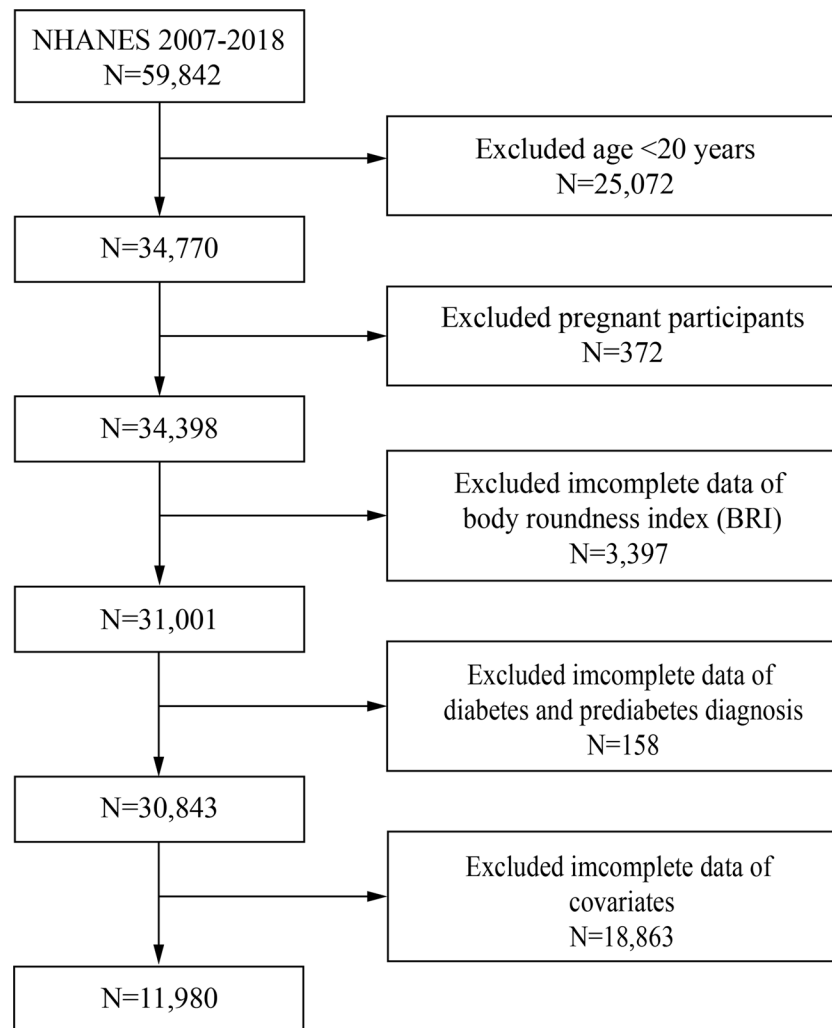 NHANES 2007-2018
N=59,842
Excluded age <20 years
N=25,072
N=34,770
Excluded pregnant participants
N=372
N=34,398
Excluded imcomplete data of
body roundness index (BRI)
N=3,397
N=31,001
Excluded imcomplete data of
diabetes and prediabetes diagnosis
N=158
N=30,843
Excluded imcomplete data of
covariates
N=18,863
N=11,980